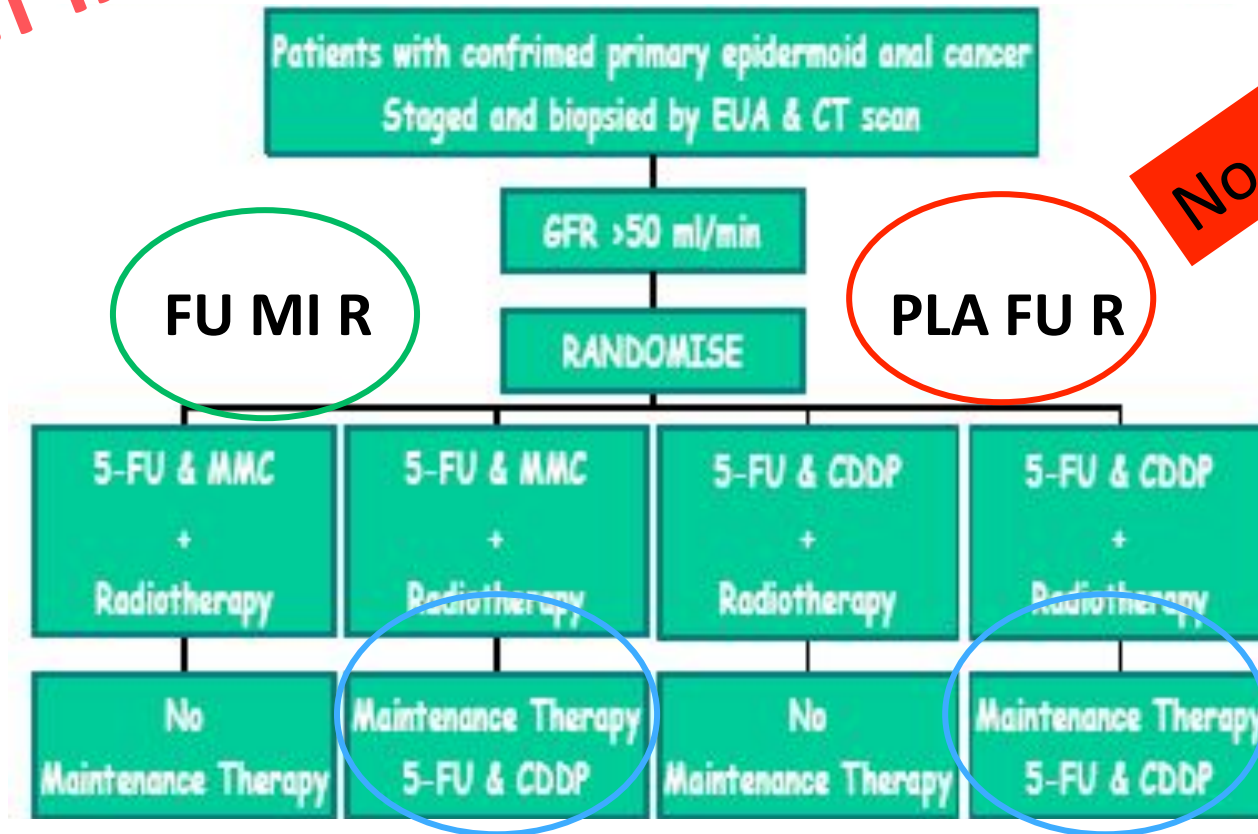 Patients with confrimed primary epidermoid anal cancer
Staged and biopsied by EUA & CT scan
No
GFR >50 ml/min
FU MI R
PLA FU R
RANDOMISE
5-FU & MMC
+
Radiotherapy
5-FU & MMC
+
Radiotherapy
5-FU & CDDP
+
Radiotherapy
5-FU & CDDP
+
Radiotherapy
No
Maintenance Therapy
Maintenance Therapy
5-FU & CDDP
No
Maintenance Therapy
Maintenance Therapy
5-FU & CDDP